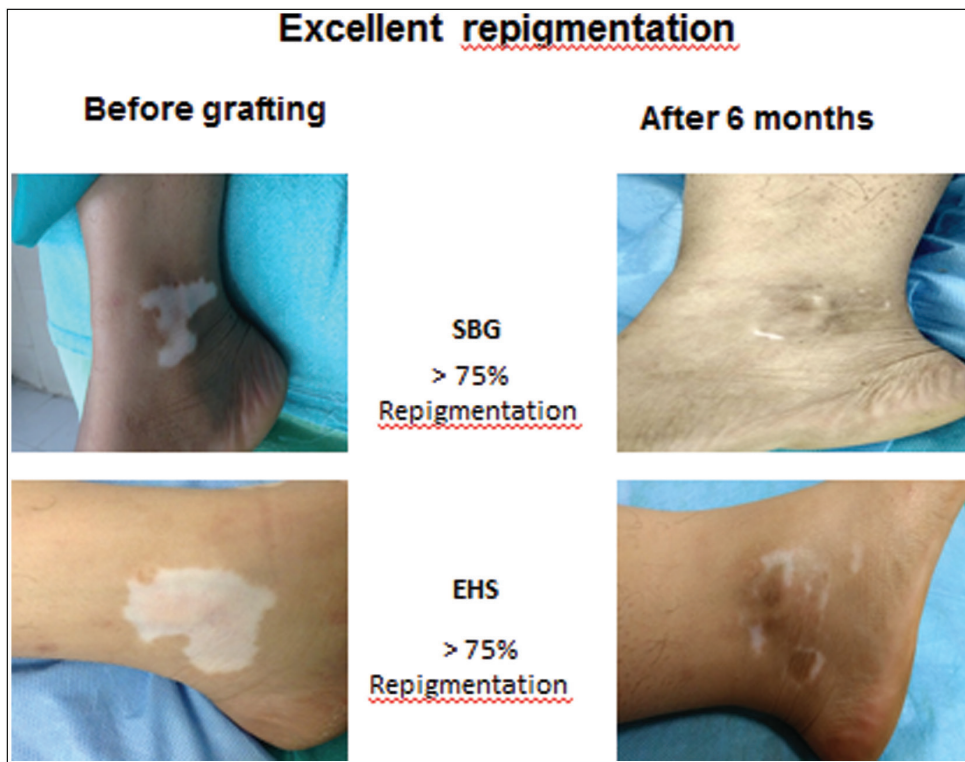 Excellent repigmentation
Before grafting
After 6 months
SBG
> 75%
Repigmentation
EHS
> 75%
Repigmentation